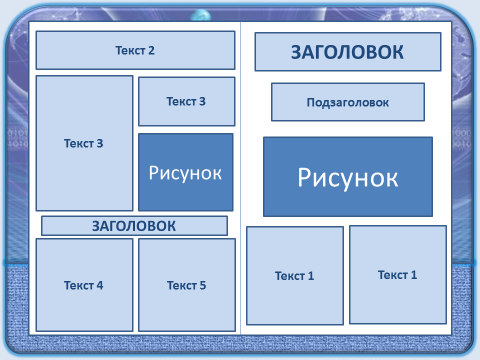 Текст 2
Текст 3
Текст 3
Рисунок
ЗАГОЛОВОК
Текст 4
Текст 5
ЗАГОЛОВОК
Подзаголовок
Рисунок
Текст 1
Текст 1